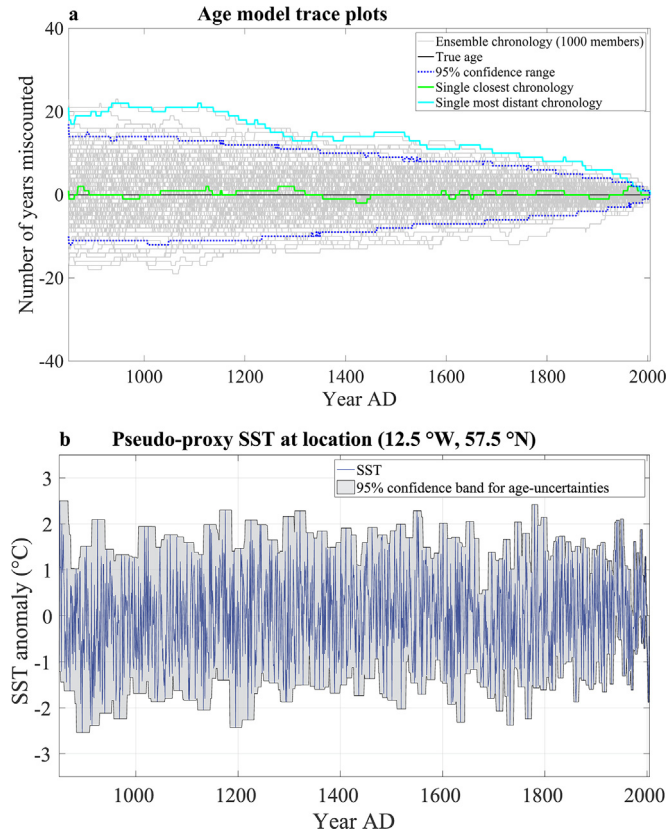 a Age model trace plots
40
20
0
-20
-40
Number of years miscounted
Ensemble chronology (1000 members)
True age
95% confidence range
Single closest chronology
Single most distant chronology
1000 1200 1400 1600 1800 2000
Year AD
b Pseudo-proxy SST at location (12.5 °W, 57.5 °N)
3
2
1
0
-1
-2
-3
SST anomaly (°C)
SST
95% confidence band for age-uncertainties
1000 1200 1400 1600 1800 2000
Year AD